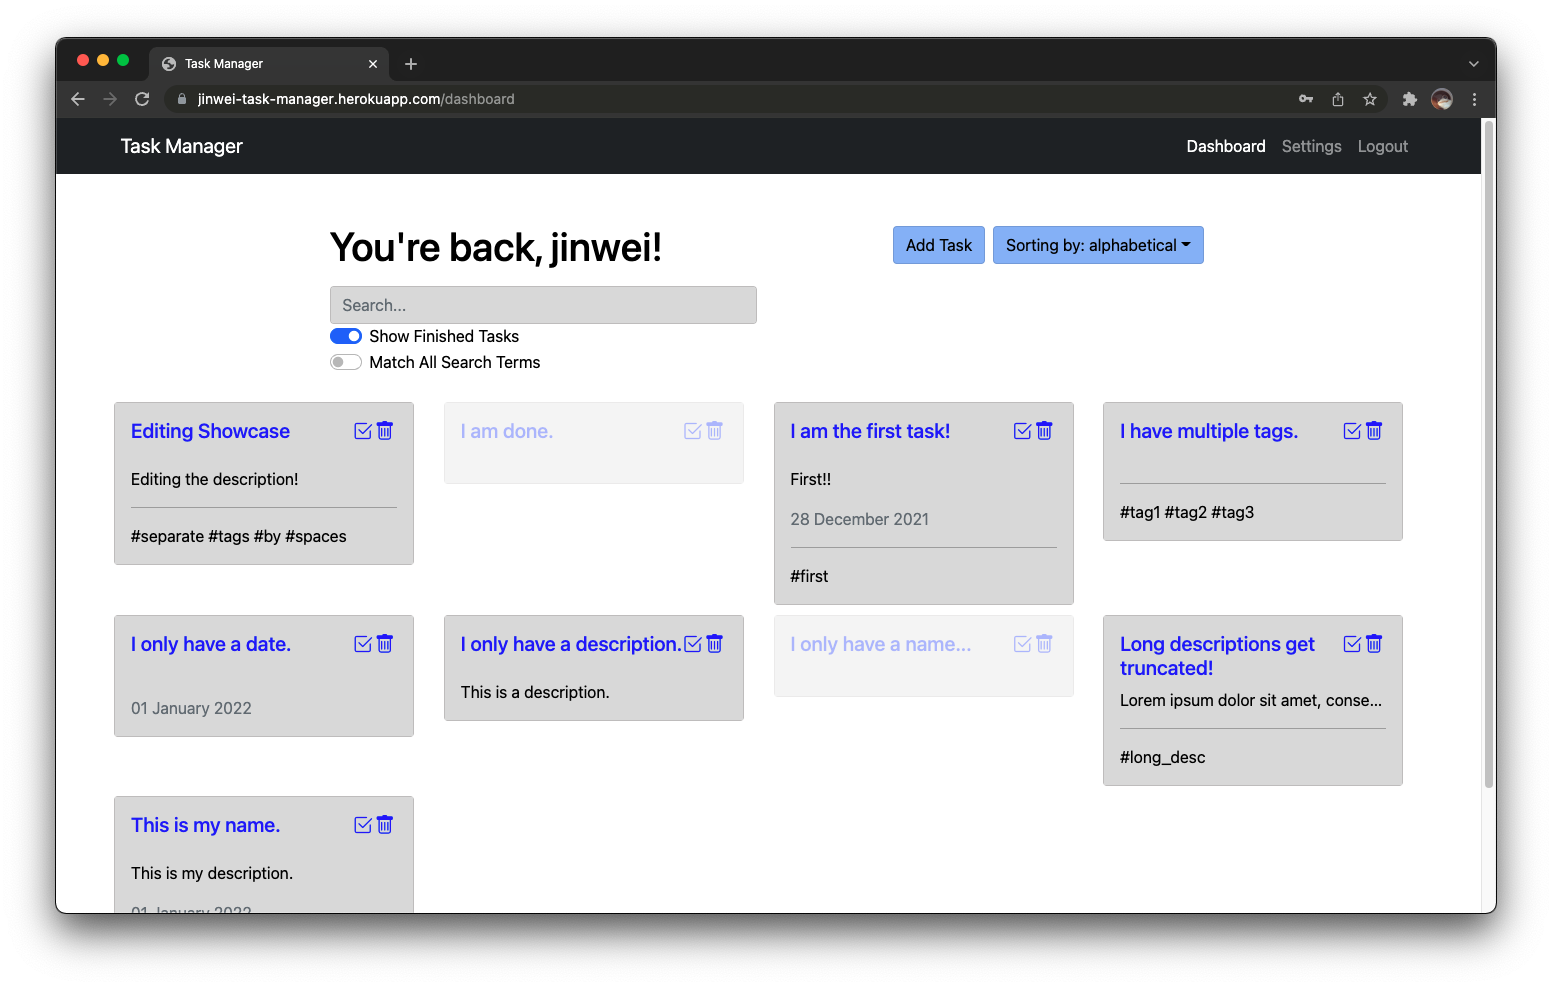 Task Manager
jinwei-task-manager.herokuapp.com/dashboard
Task Manager
Dashboard Settings Logout
You're back, jinwei!
Add Task
Sorting by: alphabetical
Search...
Show Finished Tasks
Match All Search Terms
Editing Showcase
Editing the description!
#separate #tags #by #spaces
I am done.
I am the first task!
First!!
28 December 2021
#first
I have multiple tags.
#tag1 #tag2 #tag3
I only have a date.
01 January 2022
I only have a description.
This is a description.
I only have a name...
Long descriptions get
truncated!
Lorem ipsum dolor sit amet, conse...
#long_desc
This is my name.
This is my description.
01 January 2022